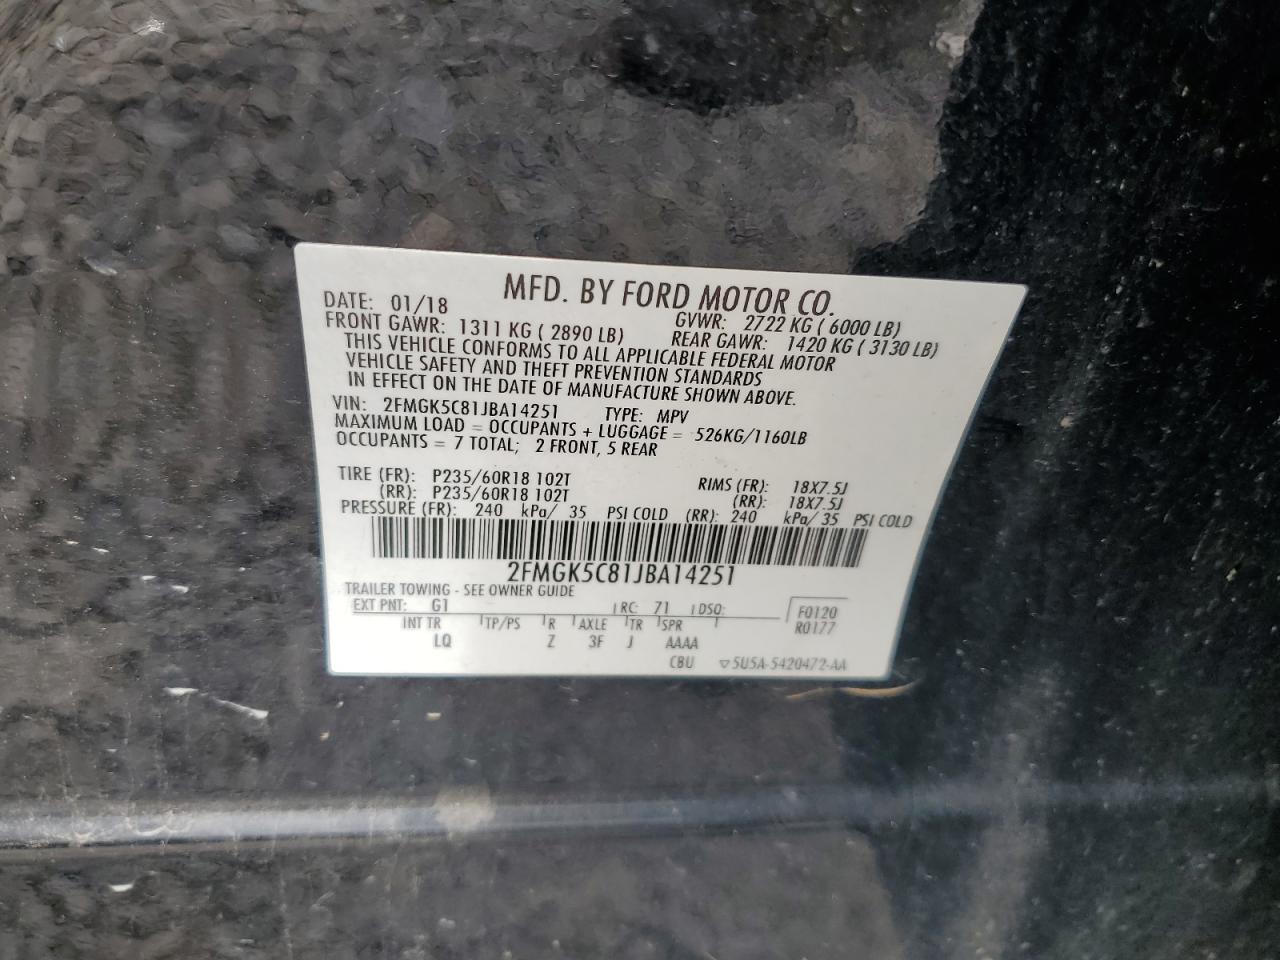 MFD. BY FORD MOTOR CO.
DATE: 01/18 GVWR: 2722 KG ( 6000 LB)
FRONT GAWR: 1311 KG ( 2890 LB) REAR GAWR: 1420 KG ( 3130 LB)
THIS VEHICLE CONFORMS TO ALL APPLICABLE FEDERAL MOTOR
VEHICLE SAFETY AND THEFT PREVENTION STANDARDS
IN EFFECT ON THE DATE OF MANUFACTURE SHOWN ABOVE.
VIN: 2FMGK5C81JBA14251 TYPE: MPV
MAXIMUM LOAD = OCCUPANTS + LUGGAGE = 526KG/1160LB
OCCUPANTS = 7 TOTAL; 2 FRONT, 5 REAR
TIRE (FR): P235/60R18 102T RIMS (FR): 18X7.5J
(RR): P235/60R18 102T (RR): 18X7.5J
PRESSURE (FR): 240 kPa/ 35 PSI COLD (RR): 240 kPa/ 35 PSI COLD
2FMGK5C81JBA14251
TRAILER TOWING - SEE OWNER GUIDE
EXT PNT: G1 RC: 71 DSO: F0120
INT TR TP/PS R AXLE TR SPR R0177
LQ Z 3F J AAAA
CBU ▽5U5A-5420472-AA